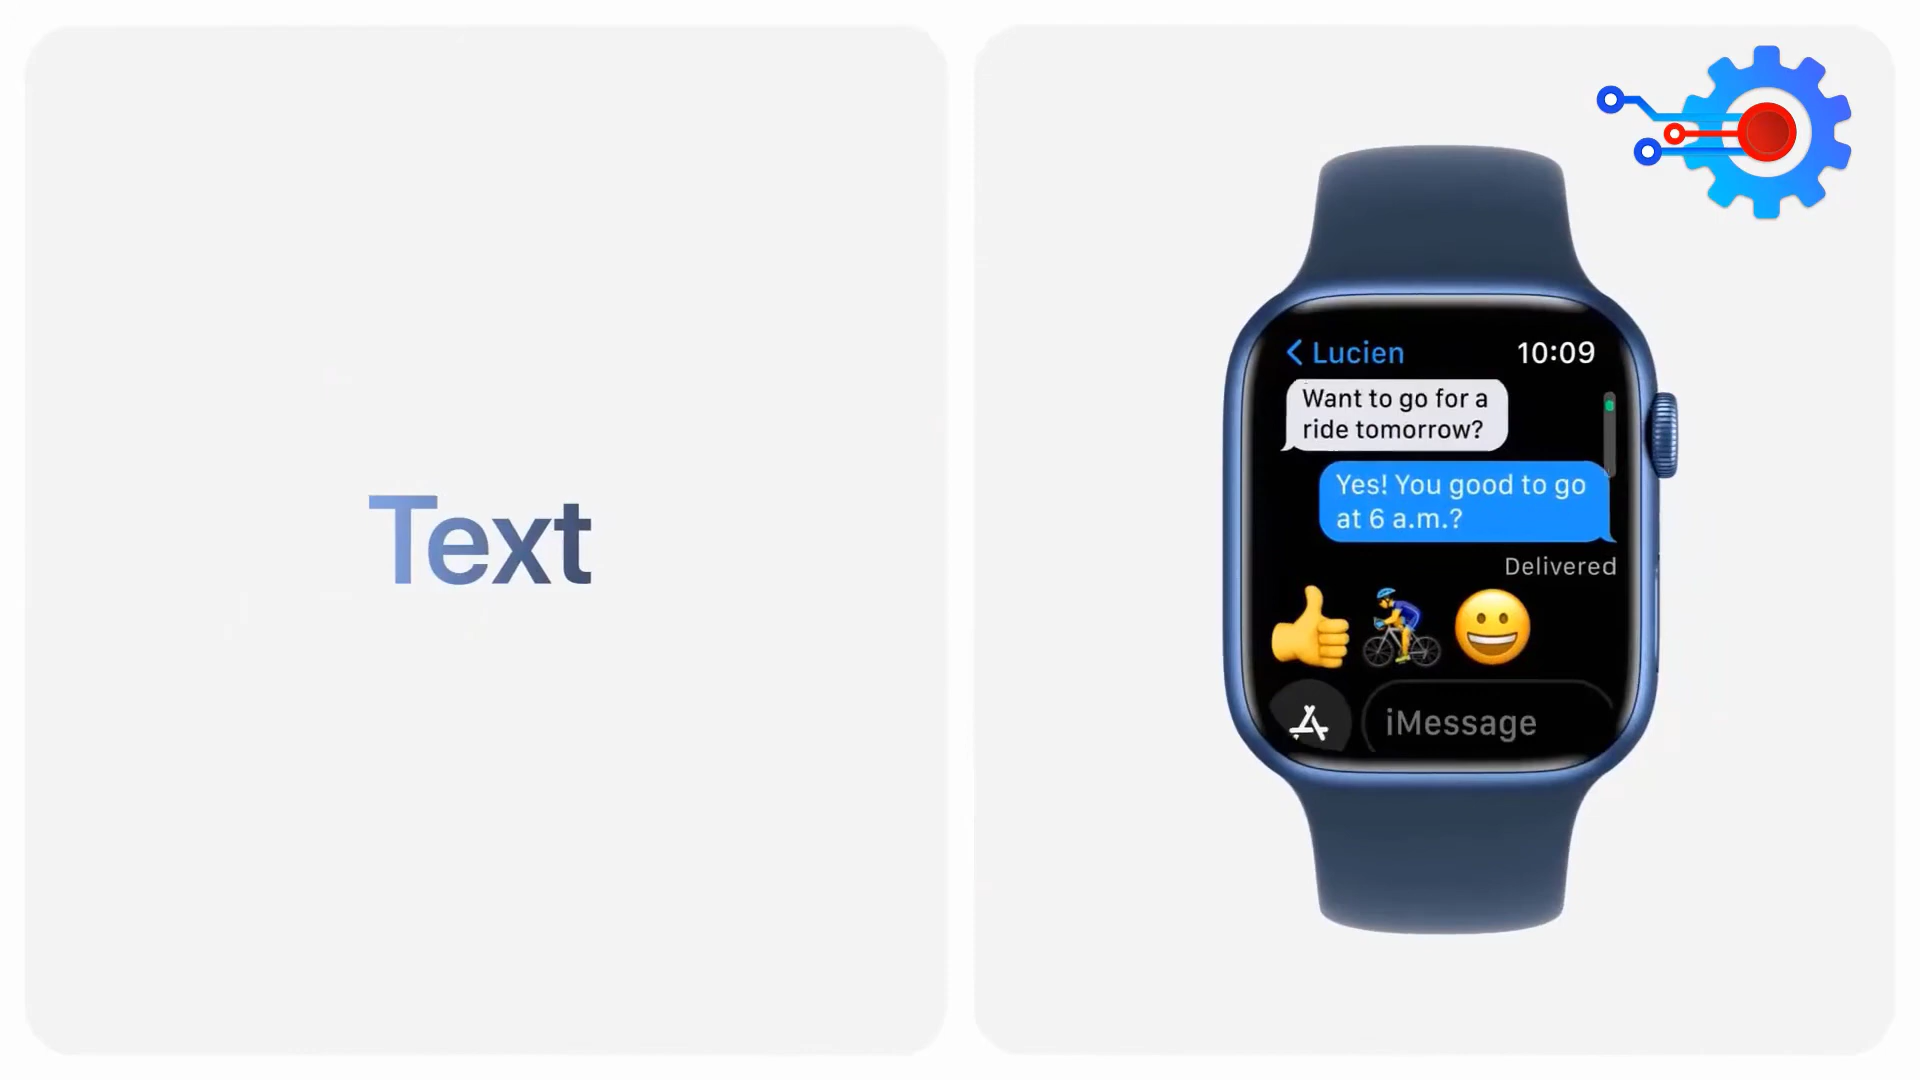 Text
< Lucien 10:09
Want to go for a
ride tomorrow?
Yes! You good to go
at 6 a.m.?
Delivered
iMessage